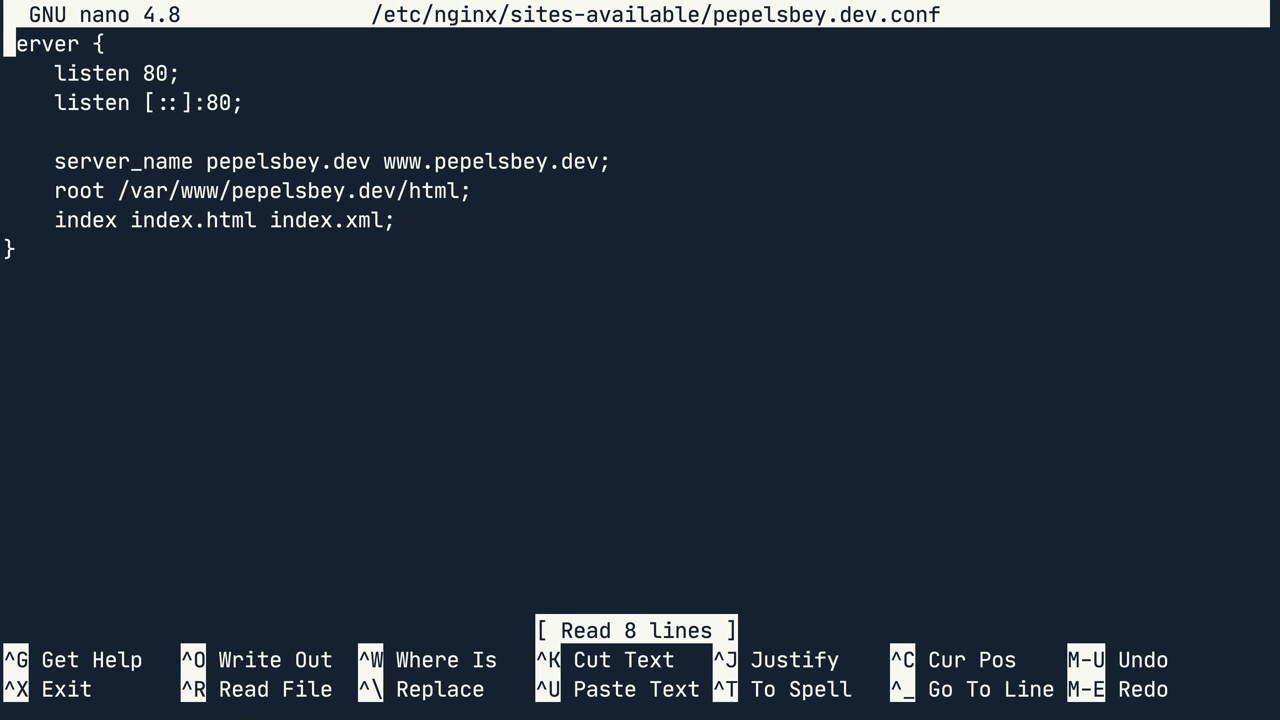 GNU nano 4.8 /etc/nginx/sites-available/pepelsbey.dev.conf
erver {
listen 80;
listen [::]:80;
server_name pepelsbey.dev www.pepelsbey.dev;
root /var/www/pepelsbey.dev/html;
index index.html index.xml;
}
[ Read 8 lines ]
^G Get Help ^O Write Out ^W Where Is ^K Cut Text ^J Justify ^C Cur Pos M-U Undo
^X Exit ^R Read File ^\ Replace ^U Paste Text ^T To Spell ^_ Go To Line M-E Redo